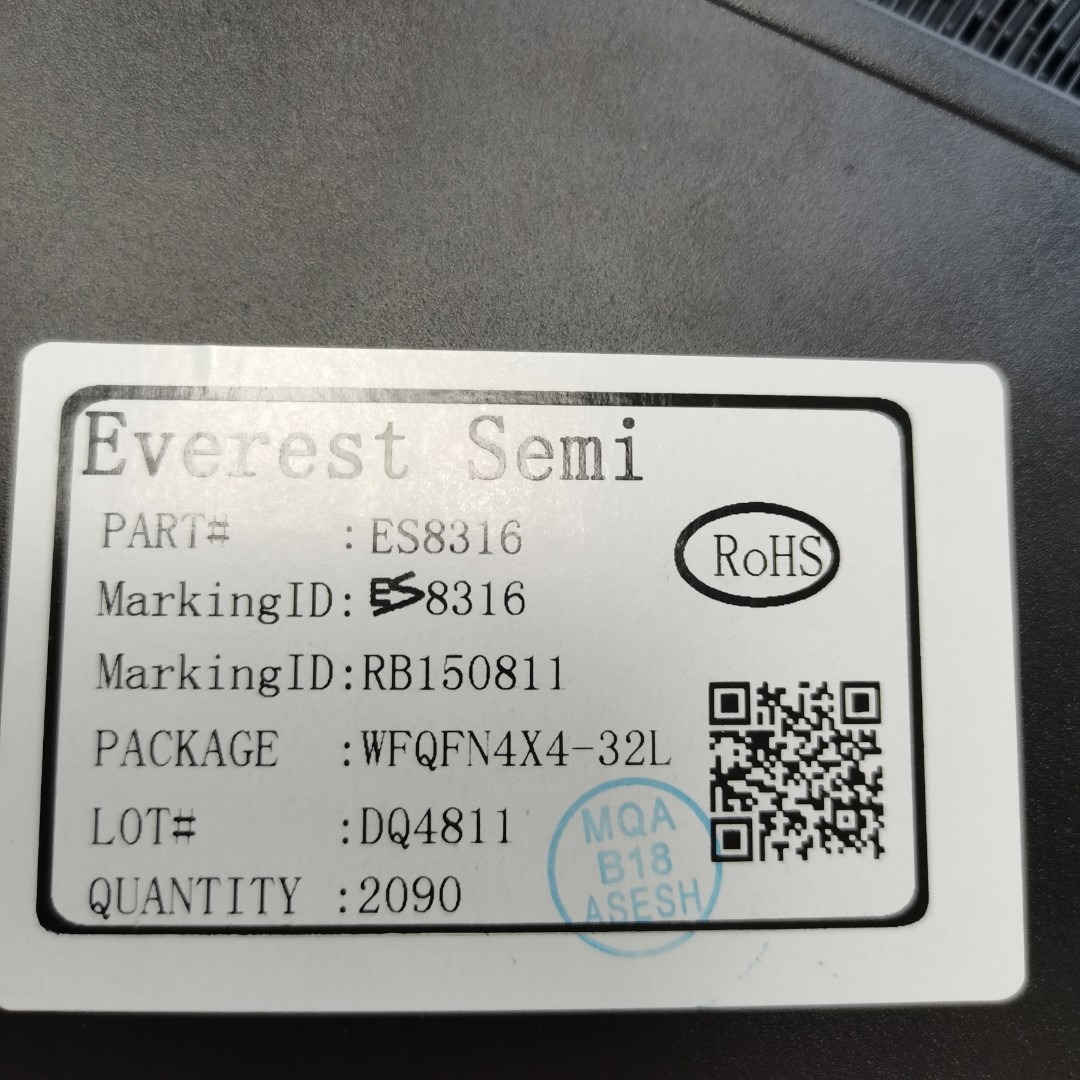 Everest Semi
PART# :ES8316
RoHS
MarkingID: ES8316
MarkingID:RB150811
PACKAGE :WFQFN4X4-32L
LOT# :DQ4811
QUANTITY :2090
MQA
B18
ASESH